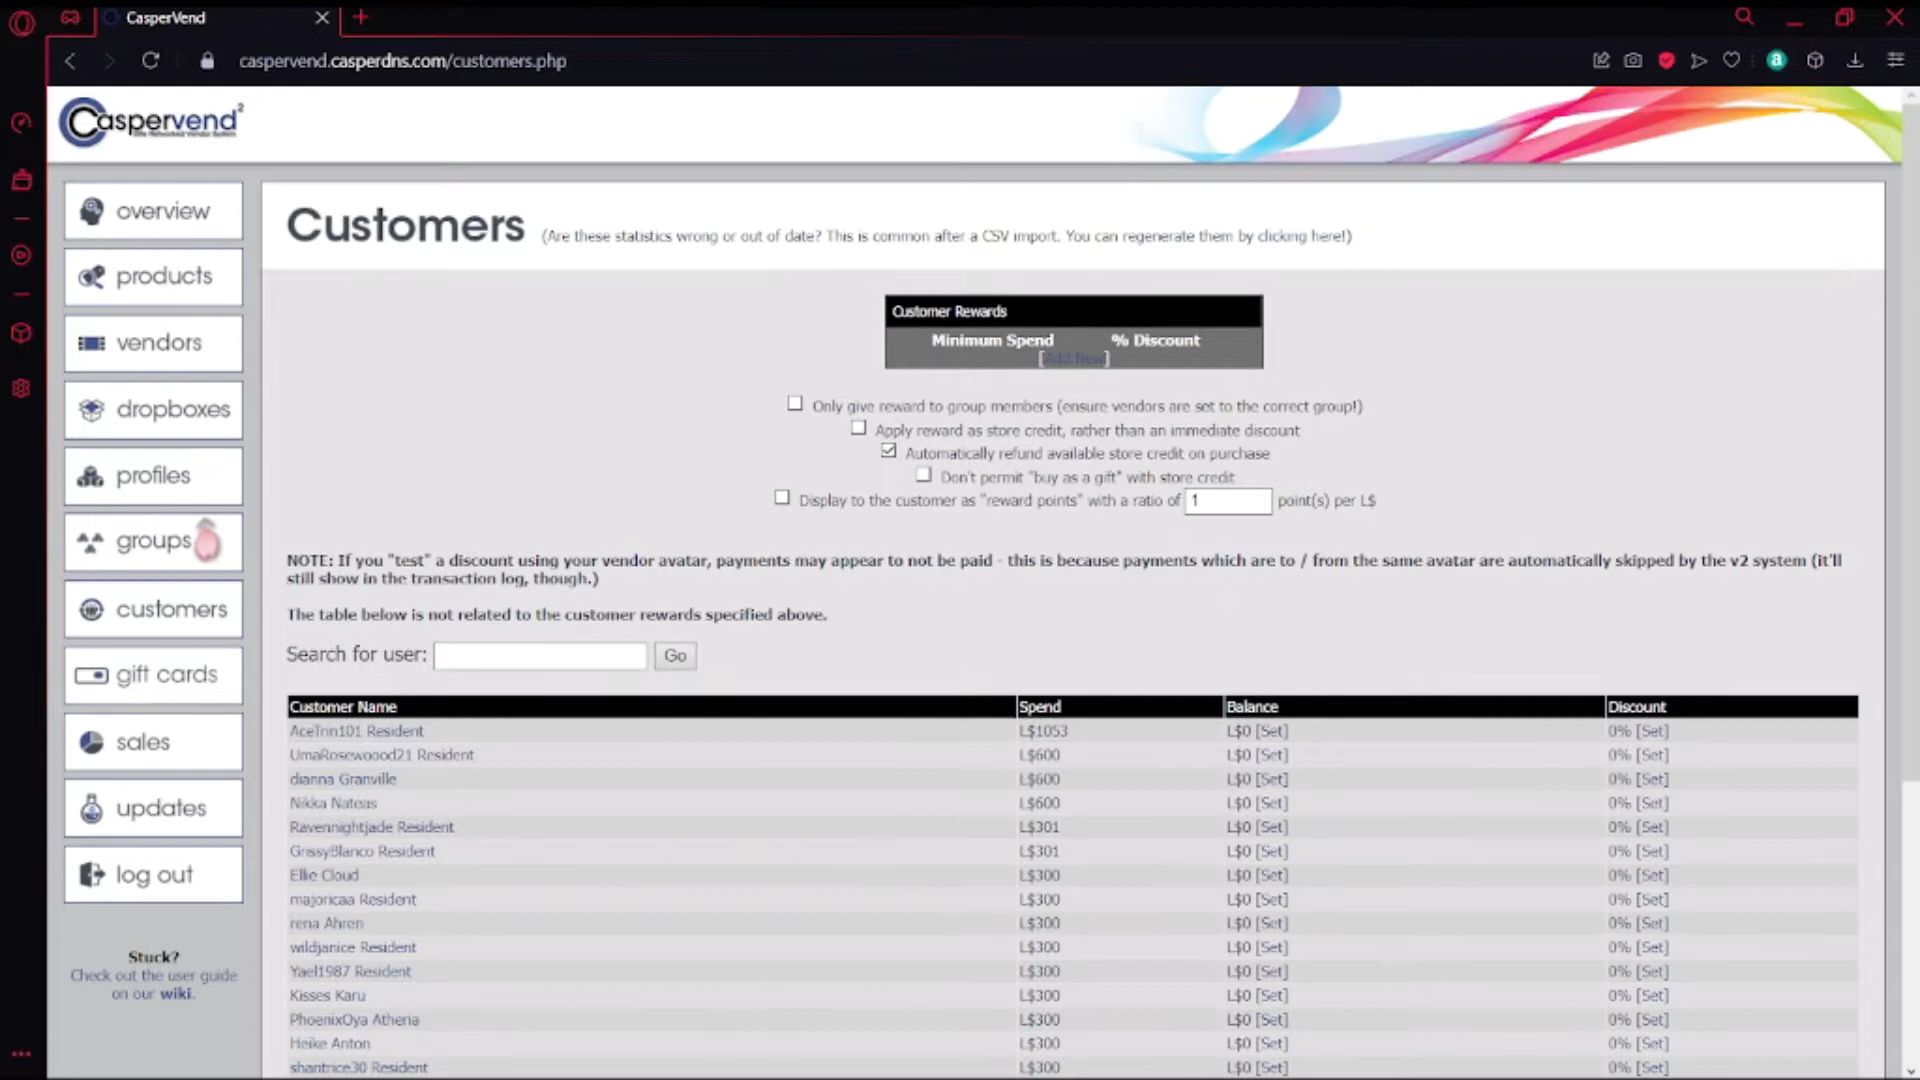 CasperVend
caspervend.casperdns.com/customers.php
Caspervend²
overview
products
vendors
dropboxes
profiles
groups
customers
gift cards
sales
updates
log out
Stuck?
Check out the user guide
on our wiki.
Customers (Are these statistics wrong or out of date? This is common after a CSV import. You can regenerate them by clicking here!)
Customer Rewards
Minimum Spend % Discount
[Add New]
Only give reward to group members (ensure vendors are set to the correct group!)
Apply reward as store credit, rather than an immediate discount
Automatically refund available store credit on purchase
Don't permit "buy as a gift" with store credit
Display to the customer as "reward points" with a ratio of 1 point(s) per L$
NOTE: If you "test" a discount using your vendor avatar, payments may appear to not be paid - this is because payments which are to / from the same avatar are automatically skipped by the v2 system (it'll
still show in the transaction log, though.)
The table below is not related to the customer rewards specified above.
Search for user: Go
Customer Name Spend Balance Discount
AceTrin101 Resident L$1053 L$0 [Set] 0% [Set]
UmaRosewoood21 Resident L$600 L$0 [Set] 0% [Set]
dianna Granville L$600 L$0 [Set] 0% [Set]
Nikka Nateas L$600 L$0 [Set] 0% [Set]
Ravennightjade Resident L$301 L$0 [Set] 0% [Set]
GrissyBlanco Resident L$301 L$0 [Set] 0% [Set]
Ellie Cloud L$300 L$0 [Set] 0% [Set]
majoricaa Resident L$300 L$0 [Set] 0% [Set]
rena Ahren L$300 L$0 [Set] 0% [Set]
wildjanice Resident L$300 L$0 [Set] 0% [Set]
Yael1987 Resident L$300 L$0 [Set] 0% [Set]
Kisses Karu L$300 L$0 [Set] 0% [Set]
PhoenixOya Atheria L$300 L$0 [Set] 0% [Set]
Heike Anton L$300 L$0 [Set] 0% [Set]
shantrice30 Resident L$300 L$0 [Set] 0% [Set]